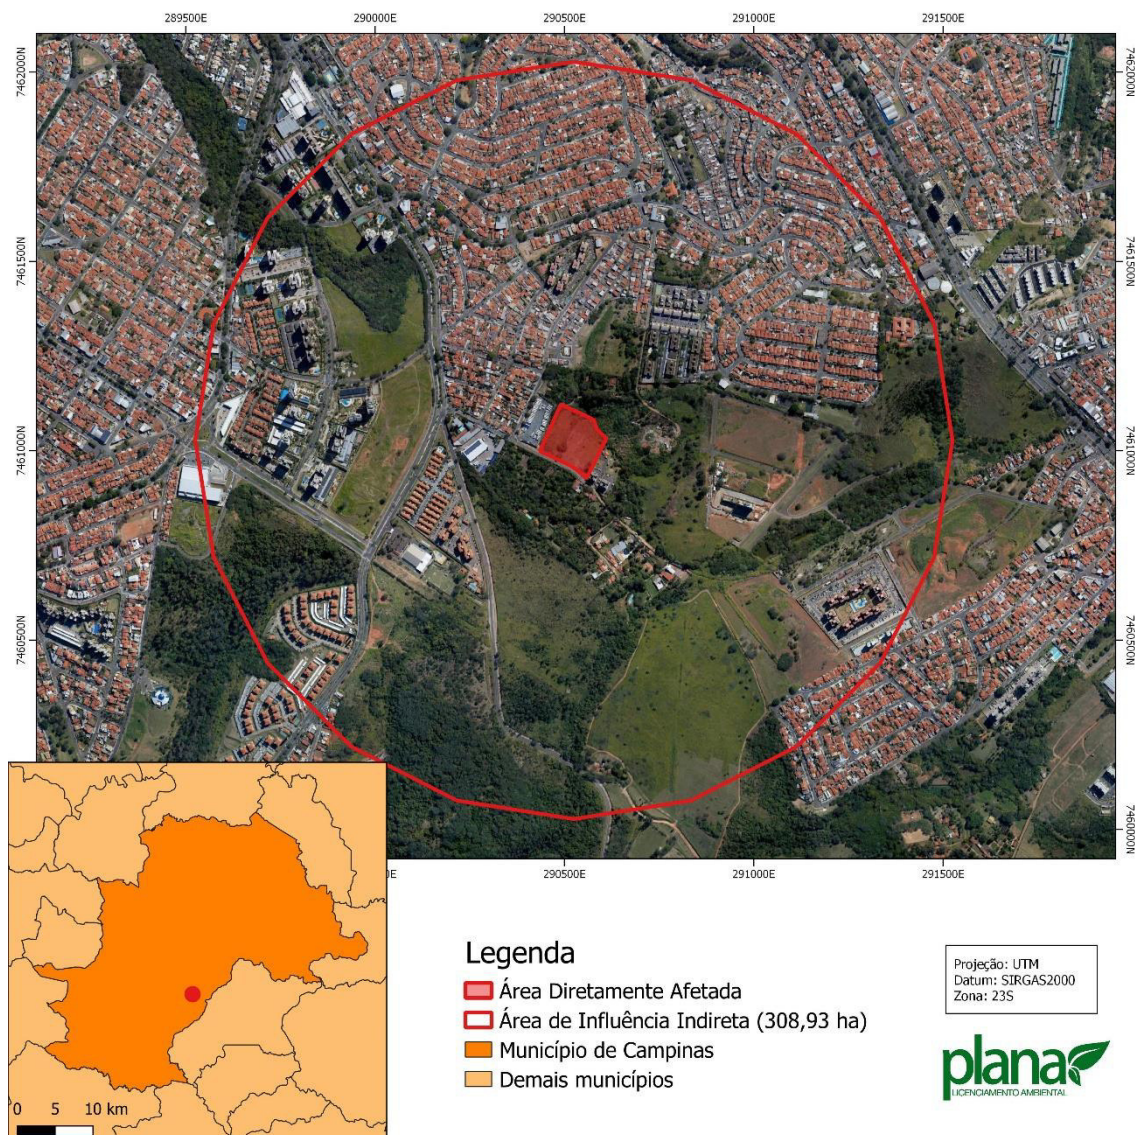 289500E 290000E 290500E 291000E 291500E
7462000N 7462000N
7461500N 7461500N
7461000N 7461000N
7460500N 7460500N
7460000N
00E 290500E 291000E 291500E
Legenda
Área Diretamente Afetada
Área de Influência Indireta (308,93 ha)
Município de Campinas
Demais municípios
0 5 10 km
Projeção: UTM
Datum: SIRGAS2000
Zona: 23S
plana
LICENCIAMENTO AMBIENTAL